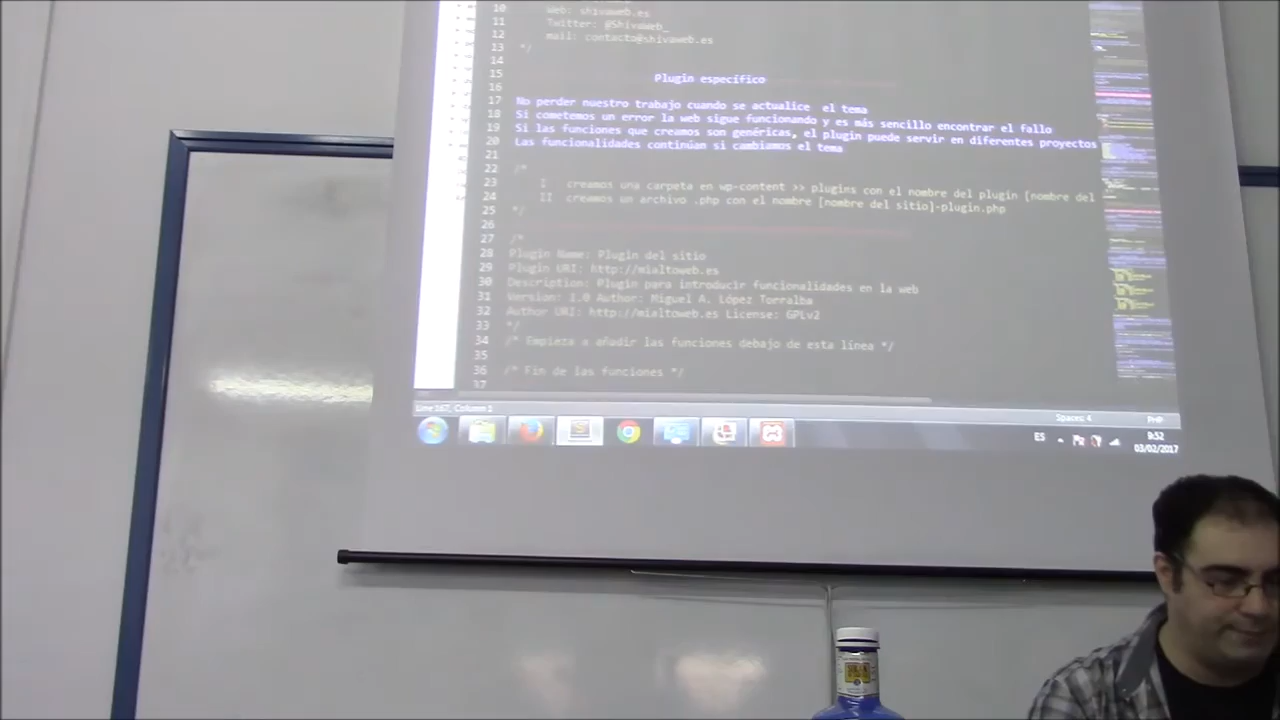 10 Web: shivaweb.es
11 Twitter: @Shivaweb_
12 mail: contacto@shivaweb.es
13 */
14
15 Plugin específico
16
17 No perder nuestro trabajo cuando se actualice el tema
18 Si cometemos un error la web sigue funcionando y es más sencillo encontrar el fallo
19 Si las funciones que creamos son genéricas, el plugin puede servir en diferentes proyectos
20 Las funcionalidades continúan si cambiamos el tema
21
22 /*
23 I creamos una carpeta en wp-content >> plugins con el nombre del plugin [nombre del
24 II creamos un archivo .php con el nombre [nombre del sitio]-plugin.php
25 */
26
27 /*
28 Plugin Name: Plugin del sitio
29 Plugin URI: http://mialtoweb.es
30 Description: Plugin para introducir funcionalidades en la web
31 Version: 1.0 Author: Miguel A. López Torralba
32 Author URI: http://mialtoweb.es License: GPLv2
33 */
34 /* Empieza a añadir las funciones debajo de esta línea */
35
36 /* Fin de las funciones */
37
Line 167, Column 1 Spaces: 4 PHP
ES 9:52
03/02/2017